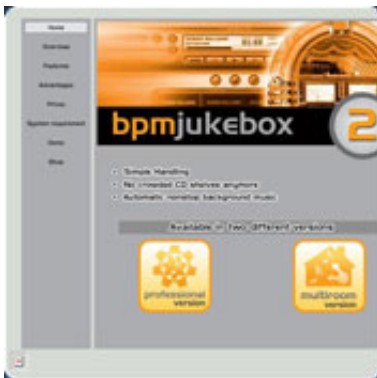 Home
Overview
Features
Advantages
Prices
System requirement
Demo
Shop
bpmjukebox
2
Simple Handling
No crowded CD shelves anymore
Automatic nonstop background music
Available in two different versions
professional
version
multiroom
version